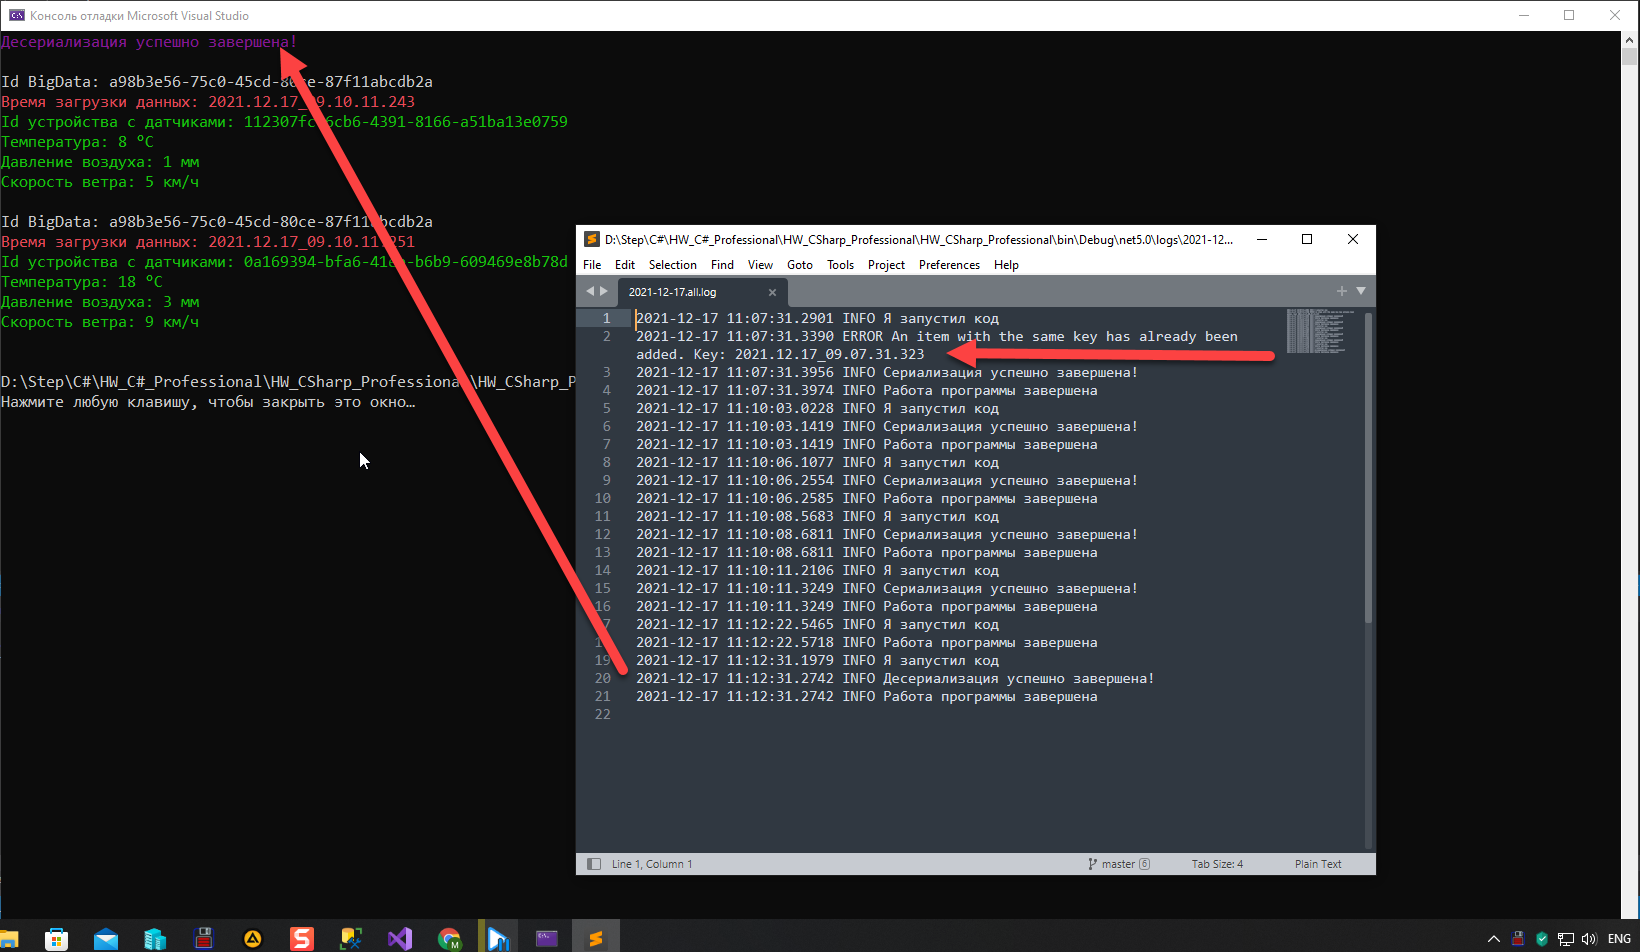 Консоль отладки Microsoft Visual Studio
Десериализация успешно завершена!
Id BigData: a98b3e56-75c0-45cd-80ce-87f11abcdb2a
Время загрузки данных: 2021.12.17_09.10.11.243
Id устройства с датчиками: 112307fc 6cb6-4391-8166-a51ba13e0759
Температура: 8 °C
Давление воздуха: 1 мм
Скорость ветра: 5 км/ч
Id BigData: a98b3e56-75c0-45cd-80ce-87f11abcdb2a
Время загрузки данных: 2021.12.17_09.10.11.251
Id устройства с датчиками: 0a169394-bfa6-41 -b6b9-609469e8b78d
Температура: 18 °C
Давление воздуха: 3 мм
Скорость ветра: 9 км/ч
D:\Step\C#\HW_C#_Professional\HW_CSharp_Professional\HW_CSharp_P
Нажмите любую клавишу, чтобы закрыть это окно…
D:\Step\C#\HW_C#_Professional\HW_CSharp_Professional\HW_CSharp_Professional\bin\Debug\net5.0\logs\2021-12...
File Edit Selection Find View Goto Tools Project Preferences Help
2021-12-17.all.log
1 2021-12-17 11:07:31.2901 INFO Я запустил код
2 2021-12-17 11:07:31.3390 ERROR An item with the same key has already been
added. Key: 2021.12.17_09.07.31.323
3 2021-12-17 11:07:31.3956 INFO Сериализация успешно завершена!
4 2021-12-17 11:07:31.3974 INFO Работа программы завершена
5 2021-12-17 11:10:03.0228 INFO Я запустил код
6 2021-12-17 11:10:03.1419 INFO Сериализация успешно завершена!
7 2021-12-17 11:10:03.1419 INFO Работа программы завершена
8 2021-12-17 11:10:06.1077 INFO Я запустил код
9 2021-12-17 11:10:06.2554 INFO Сериализация успешно завершена!
10 2021-12-17 11:10:06.2585 INFO Работа программы завершена
11 2021-12-17 11:10:08.5683 INFO Я запустил код
12 2021-12-17 11:10:08.6811 INFO Сериализация успешно завершена!
13 2021-12-17 11:10:08.6811 INFO Работа программы завершена
14 2021-12-17 11:10:11.2106 INFO Я запустил код
15 2021-12-17 11:10:11.3249 INFO Сериализация успешно завершена!
16 2021-12-17 11:10:11.3249 INFO Работа программы завершена
17 2021-12-17 11:12:22.5465 INFO Я запустил код
18 2021-12-17 11:12:22.5718 INFO Работа программы завершена
19 2021-12-17 11:12:31.1979 INFO Я запустил код
20 2021-12-17 11:12:31.2742 INFO Десериализация успешно завершена!
21 2021-12-17 11:12:31.2742 INFO Работа программы завершена
22
Line 1, Column 1 master 6 Tab Size: 4 Plain Text
ENG